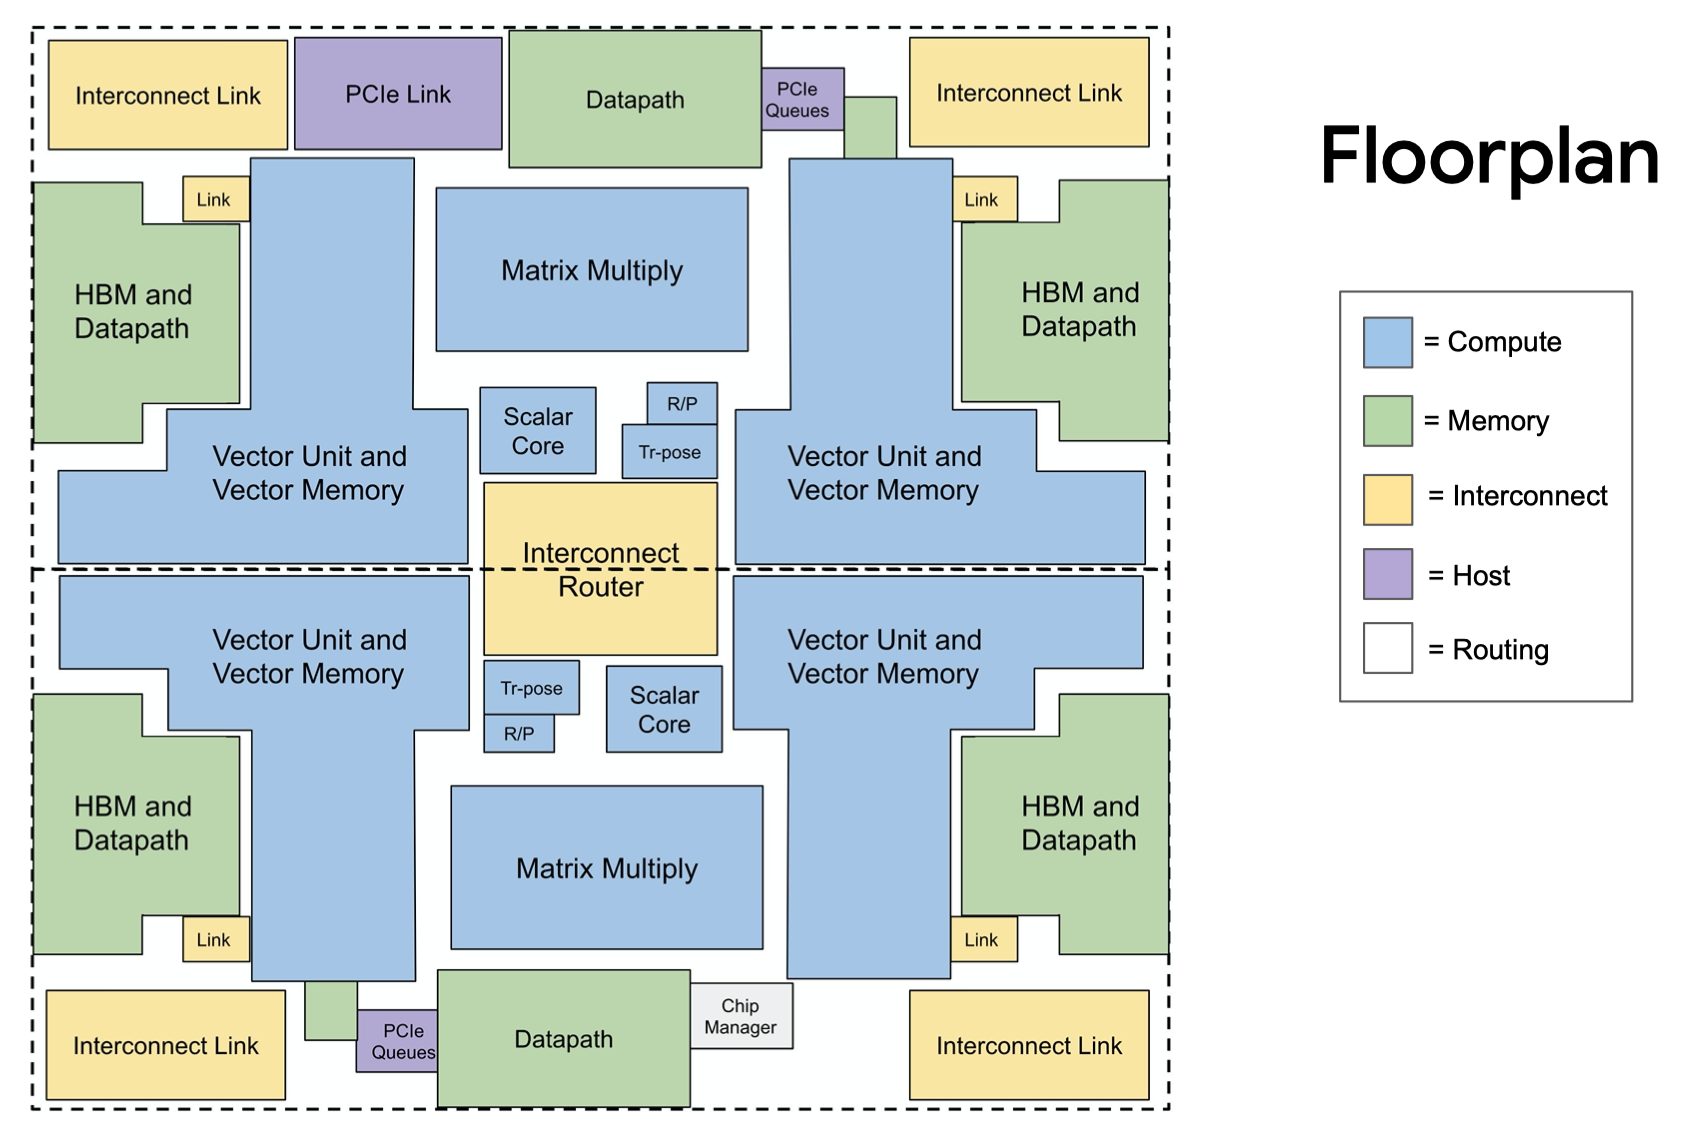 Interconnect Link
PCIe Link
Datapath
PCIe
Queues
Interconnect Link
Floorplan
Link
Link
Matrix Multiply
HBM and
Datapath
HBM and
Datapath
= Compute
= Memory
= Interconnect
= Host
= Routing
Scalar
Core
R/P
Tr-pose
Vector Unit and
Vector Memory
Vector Unit and
Vector Memory
Interconnect
Router
Vector Unit and
Vector Memory
Vector Unit and
Vector Memory
Tr-pose
R/P
Scalar
Core
HBM and
Datapath
HBM and
Datapath
Matrix Multiply
Link
Link
Interconnect Link
PCIe
Queues
Datapath
Chip
Manager
Interconnect Link